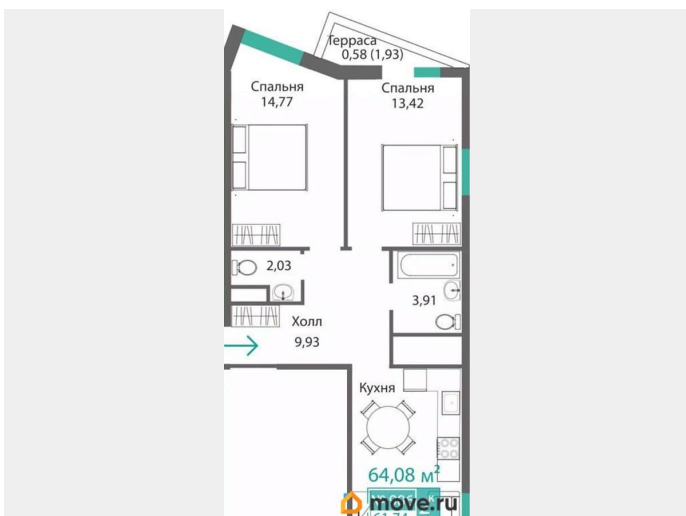 Терраса
0,58 (1,93)
Спальня
14,77
Спальня
13,42
2,03
3,91
Холл
9,93
Кухня
64,08 м²
move.ru